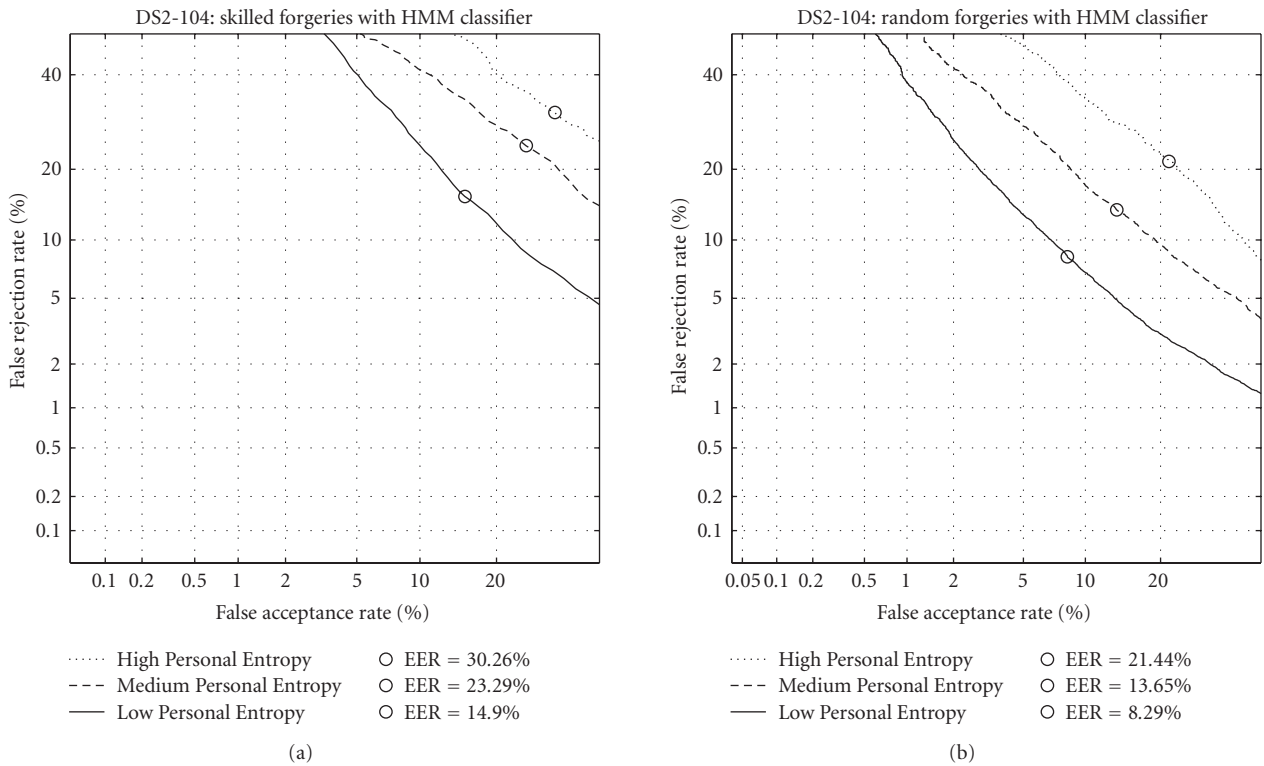 DS2-104: skilled forgeries with HMM classifier
40
20
10
5
2
1
0.5
0.2
0.1
False rejection rate (%)
0.1 0.2 0.5 1 2 5 10 20
False acceptance rate (%)
High Personal Entropy EER = 30.26%
Medium Personal Entropy EER = 23.29%
Low Personal Entropy EER = 14.9%
(a)
DS2-104: random forgeries with HMM classifier
40
20
10
5
2
1
0.5
0.2
0.1
False rejection rate (%)
0.05 0.1 0.2 0.5 1 2 5 10 20
False acceptance rate (%)
High Personal Entropy EER = 21.44%
Medium Personal Entropy EER = 13.65%
Low Personal Entropy EER = 8.29%
(b)